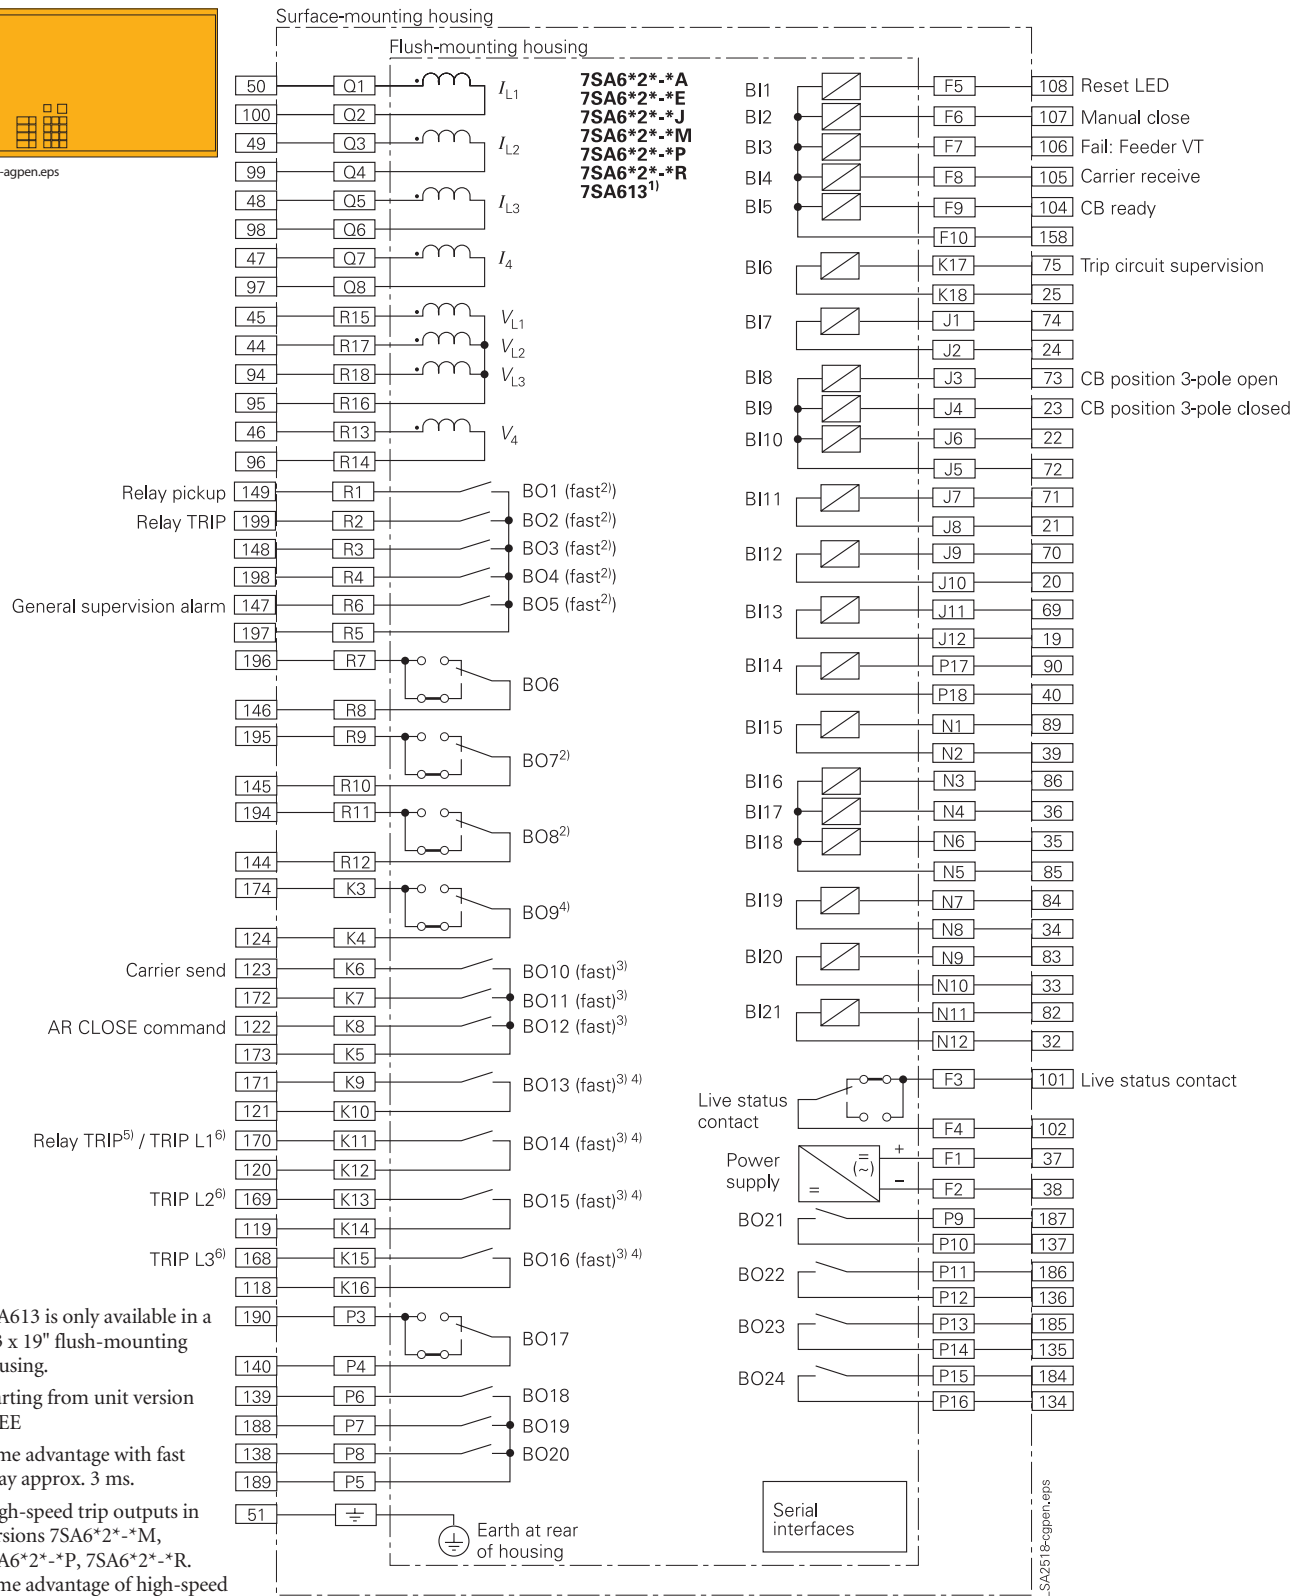 Surface-mounting housing
Flush-mounting housing
-agpen.eps
7SA6*2*-*A
7SA6*2*-*E
7SA6*2*-*J
7SA6*2*-*M
7SA6*2*-*P
7SA6*2*-*R
7SA613¹⁾
50 Q1 I_L1
100 Q2
49 Q3 I_L2
99 Q4
48 Q5 I_L3
98 Q6
47 Q7 I_4
97 Q8
45 R15 V_L1
44 R17 V_L2
94 R18 V_L3
95 R16
46 R13 V_4
96 R14
Relay pickup 149 R1 BO1 (fast²⁾)
Relay TRIP 199 R2 BO2 (fast²⁾)
148 R3 BO3 (fast²⁾)
198 R4 BO4 (fast²⁾)
General supervision alarm 147 R6 BO5 (fast²⁾)
197 R5
196 R7
BO6
146 R8
195 R9
BO7²⁾
145 R10
194 R11
BO8²⁾
144 R12
174 K3
BO9⁴⁾
124 K4
Carrier send 123 K6 BO10 (fast)³⁾
172 K7 BO11 (fast)³⁾
AR CLOSE command 122 K8 BO12 (fast)³⁾
173 K5
171 K9 BO13 (fast)³⁾ ⁴⁾
121 K10
Relay TRIP⁵⁾ / TRIP L1⁶⁾ 170 K11 BO14 (fast)³⁾ ⁴⁾
120 K12
TRIP L2⁶⁾ 169 K13 BO15 (fast)³⁾ ⁴⁾
119 K14
TRIP L3⁶⁾ 168 K15 BO16 (fast)³⁾ ⁴⁾
118 K16
190 P3
BO17
140 P4
139 P6 BO18
188 P7 BO19
138 P8 BO20
189 P5
51
Earth at rear
of housing
BI1 F5 108 Reset LED
BI2 F6 107 Manual close
BI3 F7 106 Fail: Feeder VT
BI4 F8 105 Carrier receive
BI5 F9 104 CB ready
F10 158
BI6 K17 75 Trip circuit supervision
K18 25
BI7 J1 74
J2 24
BI8 J3 73 CB position 3-pole open
BI9 J4 23 CB position 3-pole closed
BI10 J6 22
J5 72
BI11 J7 71
J8 21
BI12 J9 70
J10 20
BI13 J11 69
J12 19
BI14 P17 90
P18 40
BI15 N1 89
N2 39
BI16 N3 86
BI17 N4 36
BI18 N6 35
N5 85
BI19 N7 84
N8 34
BI20 N9 83
N10 33
BI21 N11 82
N12 32
F3 101 Live status contact
Live status
contact
F4 102
Power
supply
= (~) =
+ F1 37
− F2 38
BO21 P9 187
P10 137
BO22 P11 186
P12 136
BO23 P13 185
P14 135
BO24 P15 184
P16 134
Serial
interfaces
LSA2518-cgpen.eps
A613 is only available in a
3 x 19" flush-mounting
using.
arting from unit version
EE
me advantage with fast
ay approx. 3 ms.
gh-speed trip outputs in
rsions 7SA6*2*-*M,
A6*2*-*P, 7SA6*2*-*R.
me advantage of high-speed